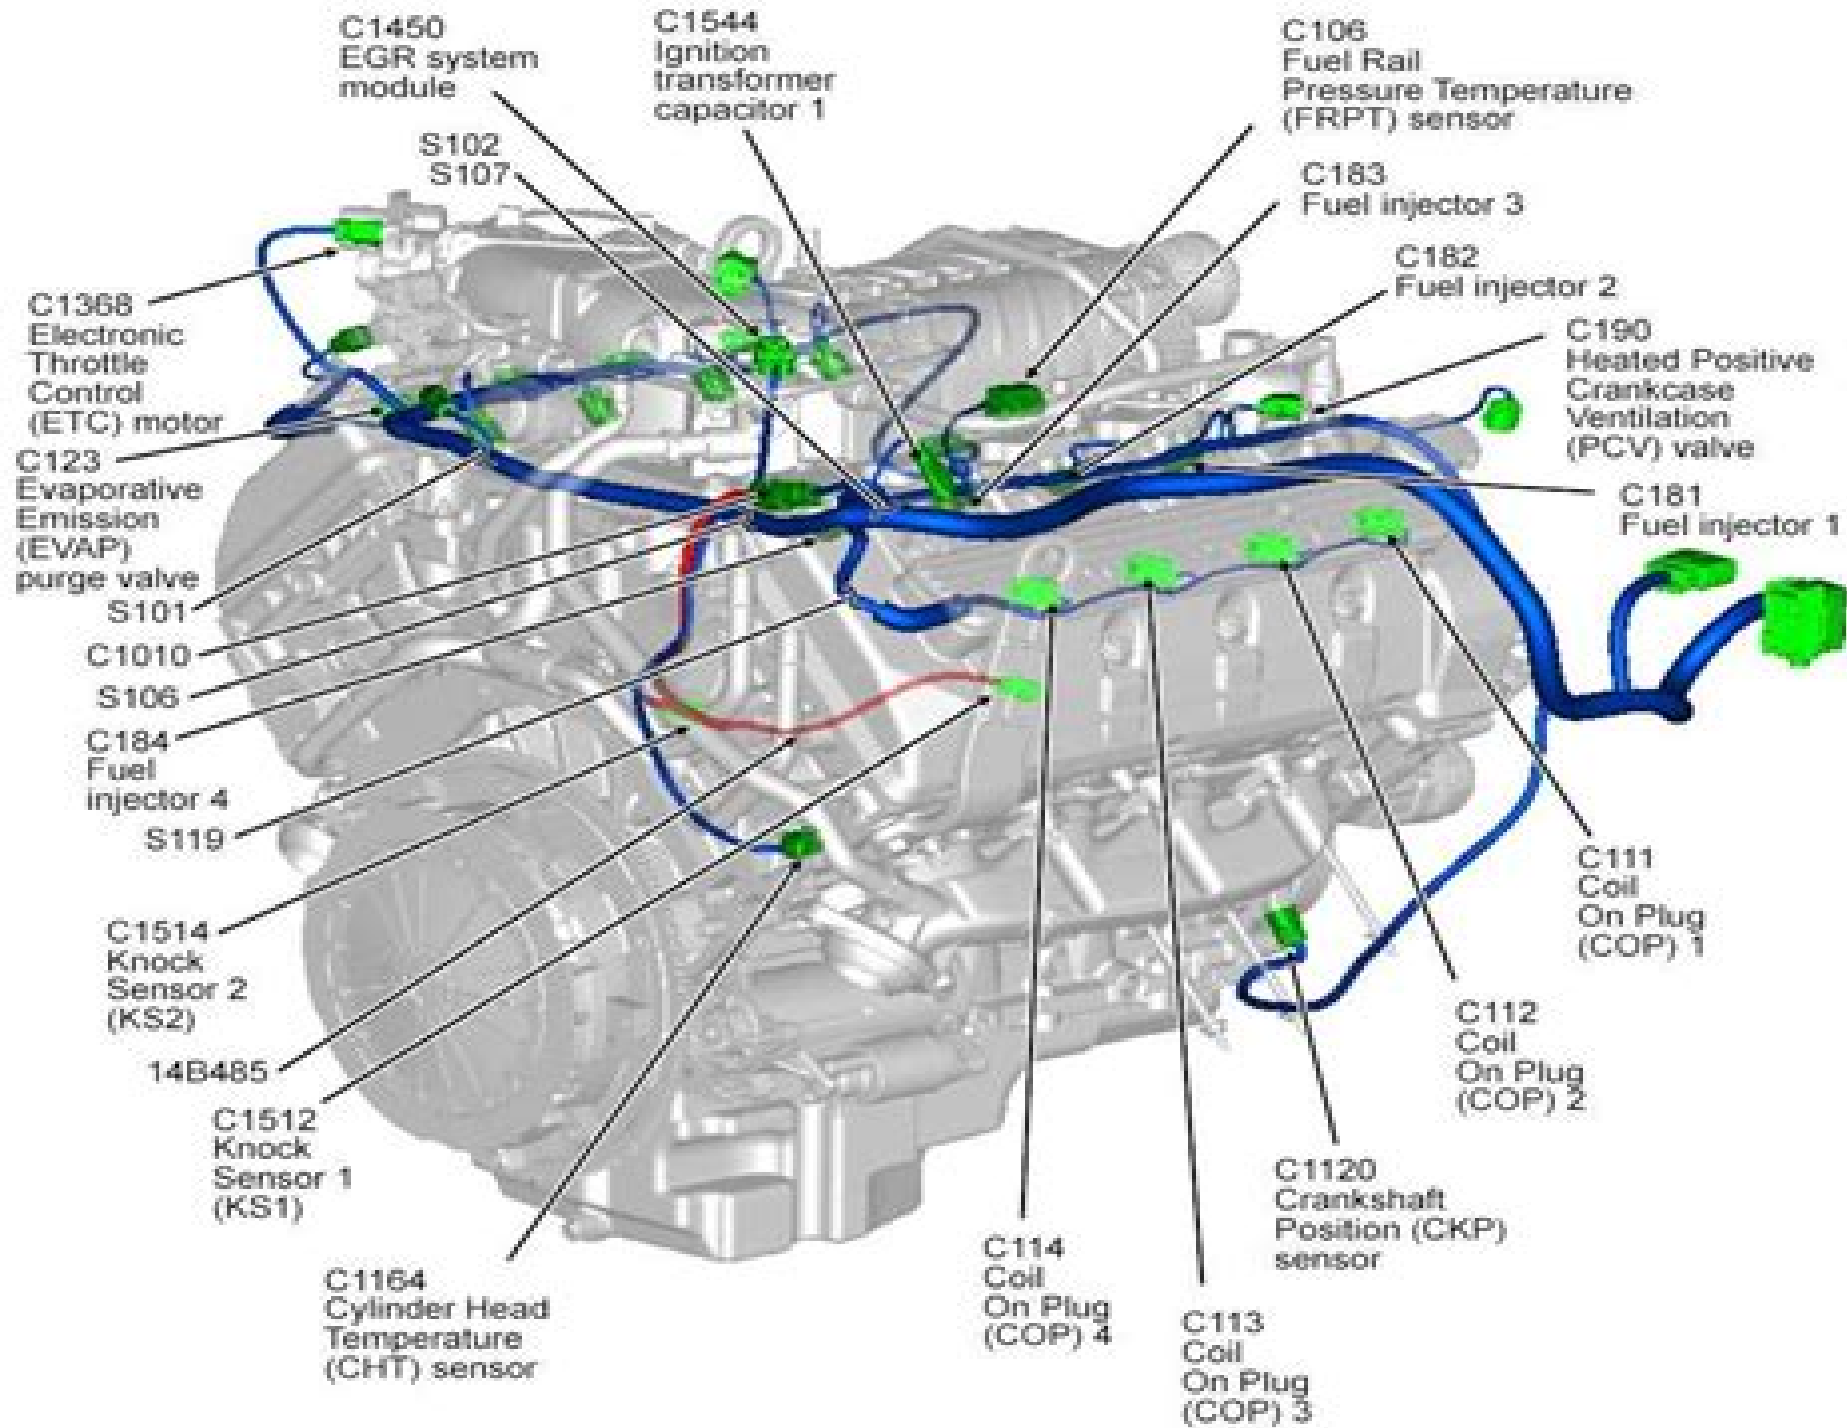 C1450
EGR system
module
C1544
Ignition
transformer
capacitor 1
C106
Fuel Rail
Pressure Temperature
(FRPT) sensor
S102
S107
C183
Fuel injector 3
C182
Fuel injector 2
C190
Heated Positive
Crankcase
Ventilation
(PCV) valve
C1368
Electronic
Throttle
Control
(ETC) motor
C123
Evaporative
Emission
(EVAP)
purge valve
C181
Fuel injector 1
S101
C1010
S106
C184
Fuel
injector 4
S119
C1514
Knock
Sensor 2
(KS2)
14B485
C1512
Knock
Sensor 1
(KS1)
C1164
Cylinder Head
Temperature
(CHT) sensor
C111
Coil
On Plug
(COP) 1
C112
Coil
On Plug
(COP) 2
C1120
Crankshaft
Position (CKP)
sensor
C114
Coil
On Plug
(COP) 4
C113
Coil
On Plug
(COP) 3